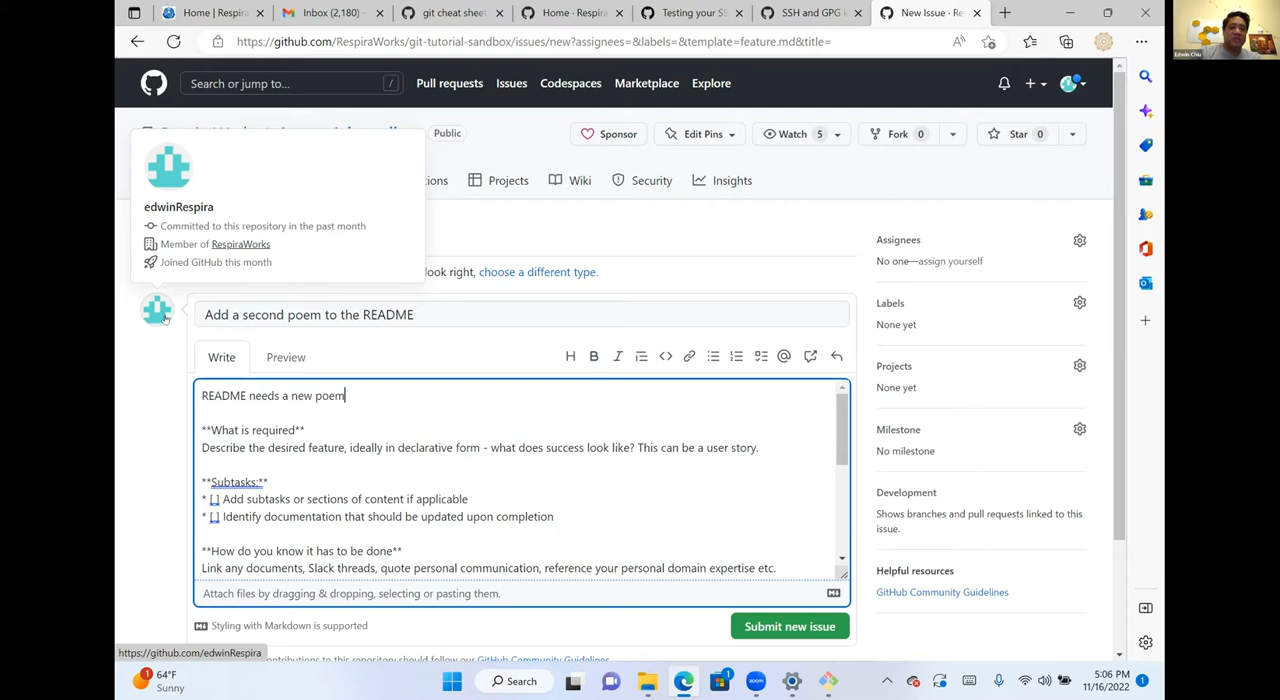 Home | Respira
Inbox (2,180) -
git cheat sheet
Home · Respira
Testing your SS
SSH and GPG k
New Issue · Res
https://github.com/RespiraWorks/git-tutorial-sandbox/issues/new?assignees=&labels=&template=feature.md&title=
Edwin Chiu
Search or jump to...
/
Pull requests
Issues
Codespaces
Marketplace
Explore
Public
Sponsor
Edit Pins
Watch 5
Fork 0
Star 0
Projects
Wiki
Security
Insights
edwinRespira
Committed to this repository in the past month
Member of RespiraWorks
Joined GitHub this month
look right, choose a different type.
Add a second poem to the README
Write
Preview
README needs a new poem
**What is required**
Describe the desired feature, ideally in declarative form - what does success look like? This can be a user story.
**Subtasks:**
* [ ] Add subtasks or sections of content if applicable
* [ ] Identify documentation that should be updated upon completion
**How do you know it has to be done**
Link any documents, Slack threads, quote personal communication, reference your personal domain expertise etc.
Attach files by dragging & dropping, selecting or pasting them.
Styling with Markdown is supported
Submit new issue
Assignees
No one—assign yourself
Labels
None yet
Projects
None yet
Milestone
No milestone
Development
Shows branches and pull requests linked to this
issue.
Helpful resources
GitHub Community Guidelines
https://github.com/edwinRespira
contributions to this repository should follow our GitHub Community Guidelines.
64°F
Sunny
Search
5:06 PM
11/16/2022